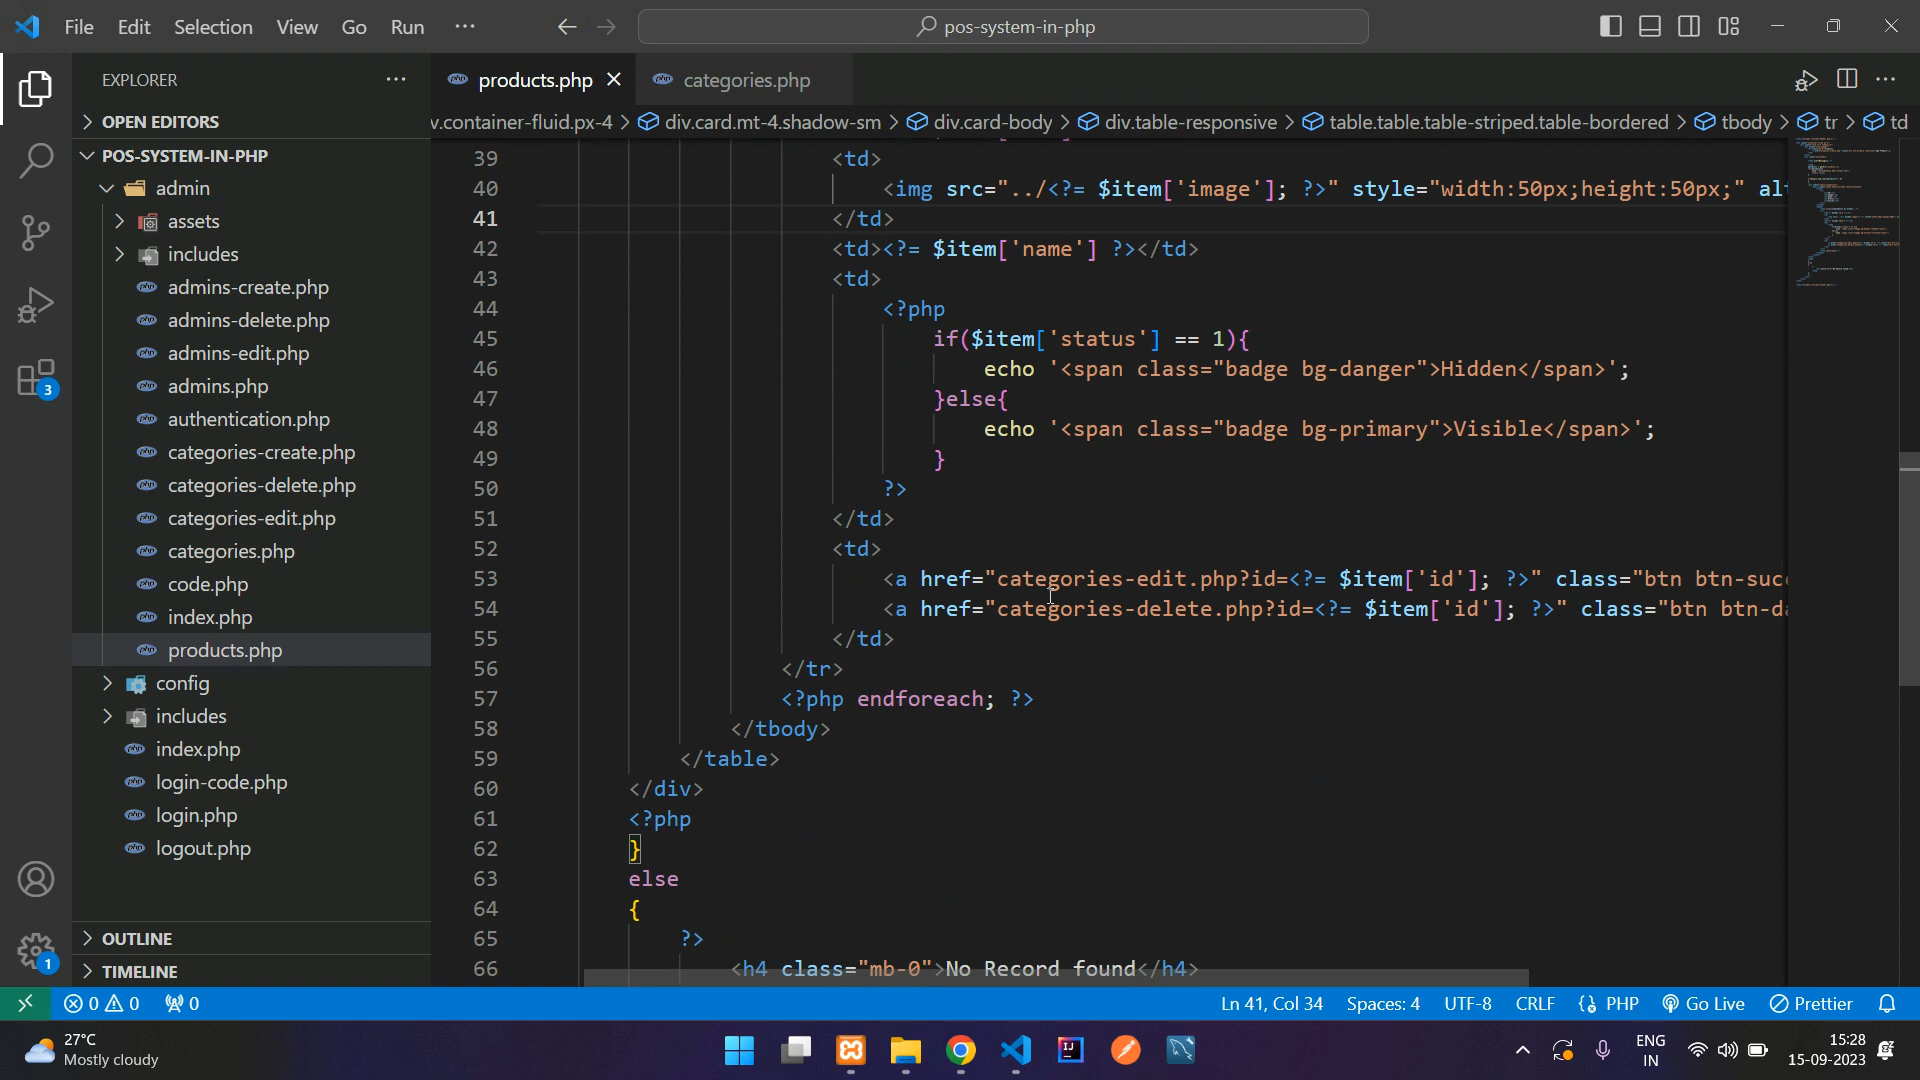 File Edit Selection View Go Run ··· pos-system-in-php
EXPLORER
OPEN EDITORS
POS-SYSTEM-IN-PHP
admin
assets
includes
admins-create.php
admins-delete.php
admins-edit.php
admins.php
authentication.php
categories-create.php
categories-delete.php
categories-edit.php
categories.php
code.php
index.php
products.php
config
includes
index.php
login-code.php
login.php
logout.php
OUTLINE
TIMELINE
3
1
products.php categories.php
v.container-fluid.px-4 > div.card.mt-4.shadow-sm > div.card-body > div.table-responsive > table.table.table-striped.table-bordered > tbody > tr > td
39 <td>
40 <img src="../<?= $item['image']; ?>" style="width:50px;height:50px;" alt
41 </td>
42 <td><?= $item['name'] ?></td>
43 <td>
44 <?php
45 if($item['status'] == 1){
46 echo '<span class="badge bg-danger">Hidden</span>';
47 }else{
48 echo '<span class="badge bg-primary">Visible</span>';
49 }
50 ?>
51 </td>
52 <td>
53 <a href="categories-edit.php?id=<?= $item['id']; ?>" class="btn btn-succ
54 <a href="categories-delete.php?id=<?= $item['id']; ?>" class="btn btn-da
55 </td>
56 </tr>
57 <?php endforeach; ?>
58 </tbody>
59 </table>
60 </div>
61 <?php
62 }
63 else
64 {
65 ?>
66 <h4 class="mb-0">No Record found</h4>
0 0 0 Ln 41, Col 34 Spaces: 4 UTF-8 CRLF PHP Go Live Prettier
27°C
Mostly cloudy
ENG
IN
15:28
15-09-2023